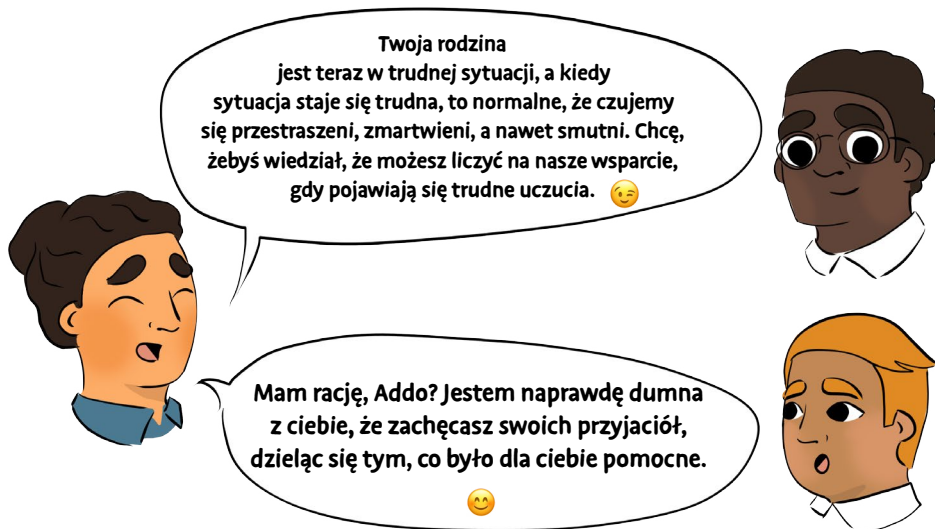 Twoja rodzina
jest teraz w trudnej sytuacji, a kiedy
sytuacja staje się trudna, to normalne, że czujemy
się przestraszeni, zmartwieni, a nawet smutni. Chcę,
żebyś wiedział, że możesz liczyć na nasze wsparcie,
gdy pojawiają się trudne uczucia. 😉
Mam rację, Addo? Jestem naprawdę dumna
z ciebie, że zachęcasz swoich przyjaciół,
dzieląc się tym, co było dla ciebie pomocne.
😊